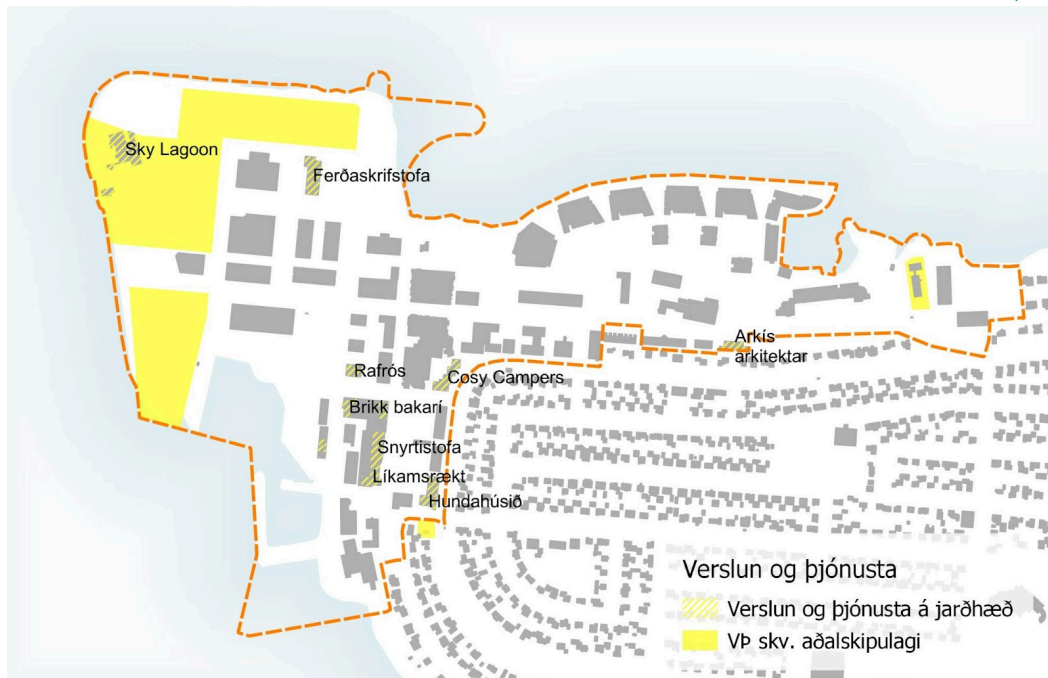 Sky Lagoon
Ferðaskrifstofa
Arkís
arkitektar
Rafrós
Cosy Campers
Brikk bakarí
Snyrtistofa
Líkamsrækt
Hundahúsið
Verslun og þjónusta
Verslun og þjónusta á jarðhæð
VÞ skv. aðalskipulagi